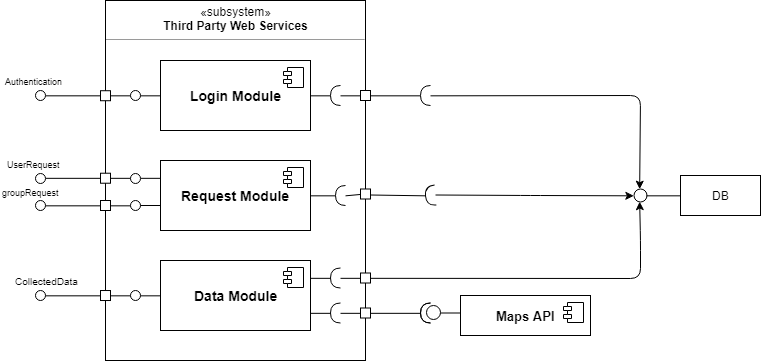 «subsystem»
Third Party Web Services
Authentication
Login Module
UserRequest
groupRequest
Request Module
DB
CollectedData
Data Module
Maps API